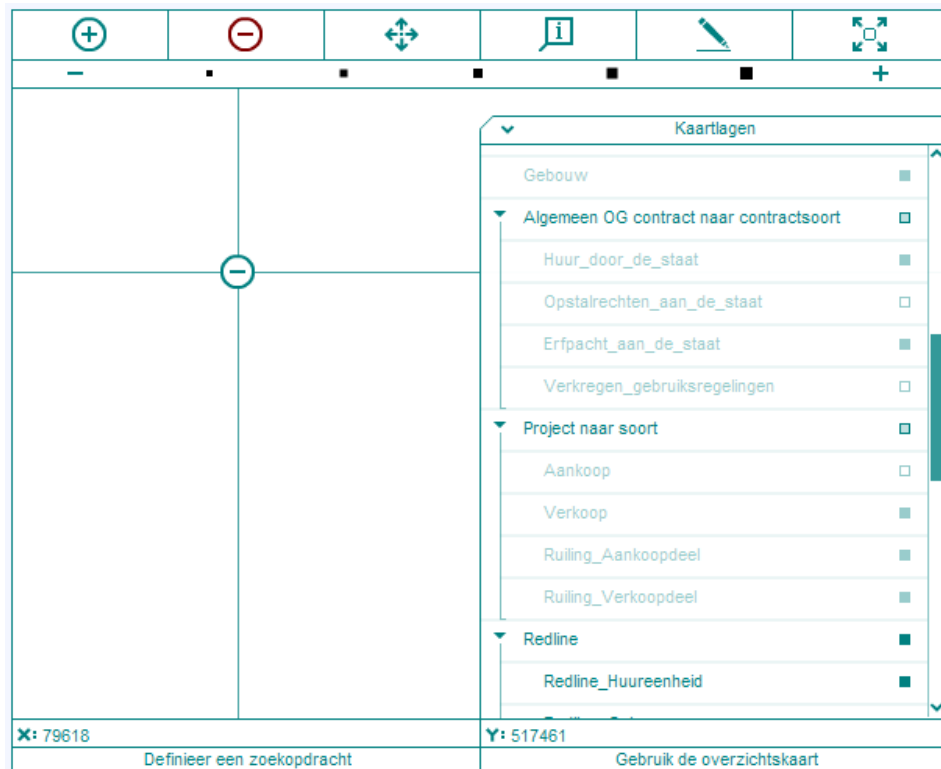 Kaartlagen
Gebouw
Algemeen OG contract naar contractsoort
Huur_door_de_staat
Opstalrechten_aan_de_staat
Erfpacht_aan_de_staat
Verkregen_gebruiksregelingen
Project naar soort
Aankoop
Verkoop
Ruiling_Aankoopdeel
Ruiling_Verkoopdeel
Redline
Redline_Huureenheid
X: 79618
Y: 517461
Definieer een zoekopdracht
Gebruik de overzichtskaart